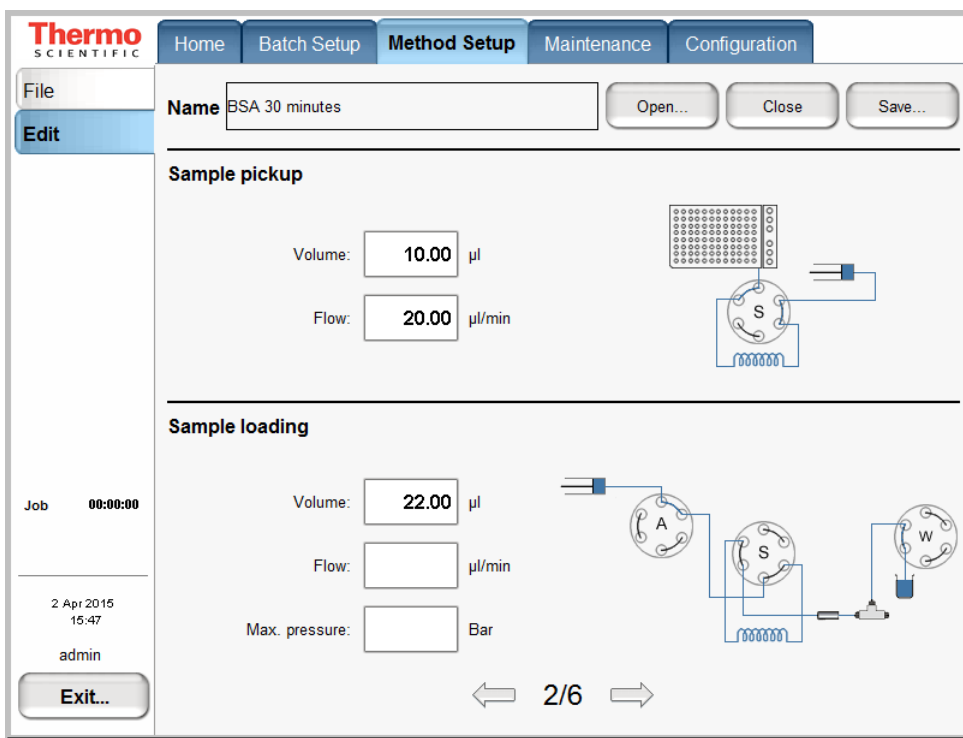 Thermo
SCIENTIFIC
Home Batch Setup Method Setup Maintenance Configuration
File
Edit
Name BSA 30 minutes Open... Close Save...
Sample pickup
Volume: 10.00 µl
Flow: 20.00 µl/min
S
Sample loading
Volume: 22.00 µl
Flow: µl/min
Max. pressure: Bar
A
S
W
Job 00:00:00
2 Apr 2015
15:47
admin
Exit...
2/6